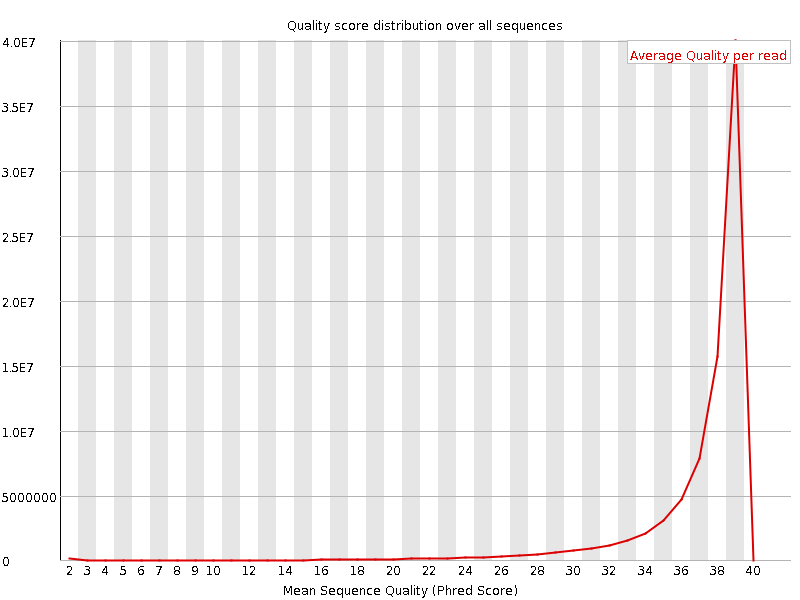 Quality score distribution over all sequences
Average Quality per read
4.0E7
3.5E7
3.0E7
2.5E7
2.0E7
1.5E7
1.0E7
5000000
0
2 3 4 5 6 7 8 9 10 12 14 16 18 20 22 24 26 28 30 32 34 36 38 40
Mean Sequence Quality (Phred Score)